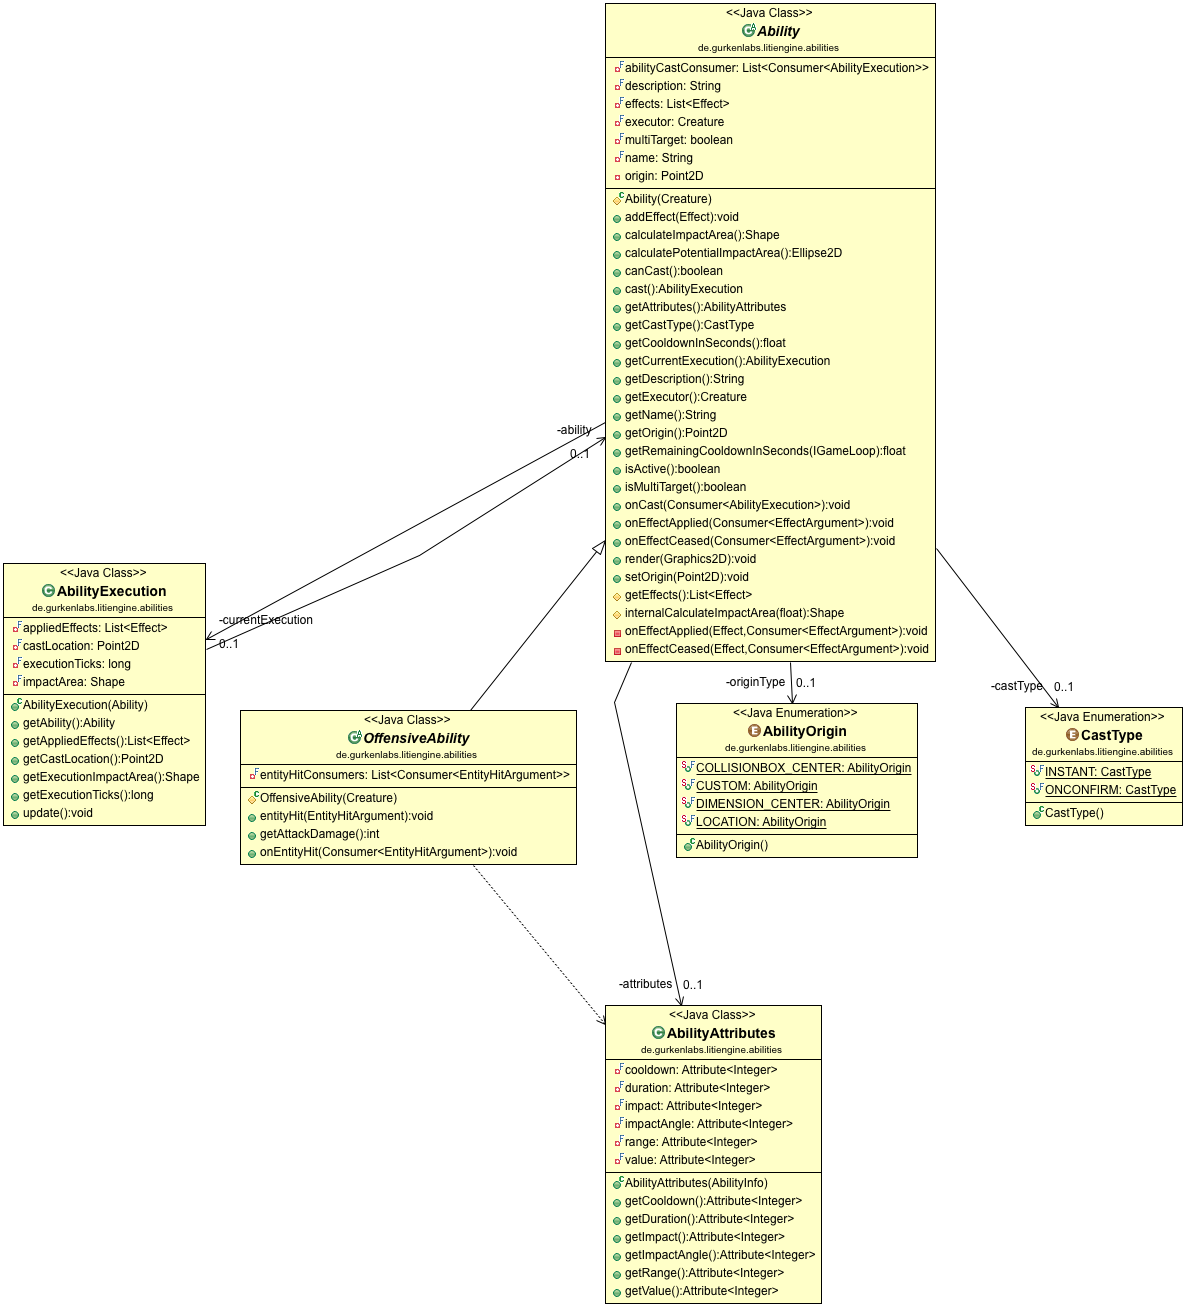 <<Java Class>>
Ability
de.gurkenlabs.litiengine.abilities
abilityCastConsumer: List<Consumer<AbilityExecution>>
description: String
effects: List<Effect>
executor: Creature
multiTarget: boolean
name: String
origin: Point2D
Ability(Creature)
addEffect(Effect):void
calculateImpactArea():Shape
calculatePotentialImpactArea():Ellipse2D
canCast():boolean
cast():AbilityExecution
getAttributes():AbilityAttributes
getCastType():CastType
getCooldownInSeconds():float
getCurrentExecution():AbilityExecution
getDescription():String
getExecutor():Creature
getName():String
getOrigin():Point2D
getRemainingCooldownInSeconds(IGameLoop):float
isActive():boolean
isMultiTarget():boolean
onCast(Consumer<AbilityExecution>):void
onEffectApplied(Consumer<EffectArgument>):void
onEffectCeased(Consumer<EffectArgument>):void
render(Graphics2D):void
setOrigin(Point2D):void
getEffects():List<Effect>
internalCalculateImpactArea(float):Shape
onEffectApplied(Effect,Consumer<EffectArgument>):void
onEffectCeased(Effect,Consumer<EffectArgument>):void
-ability
0..1
-currentExecution
0..1
<<Java Class>>
AbilityExecution
de.gurkenlabs.litiengine.abilities
appliedEffects: List<Effect>
castLocation: Point2D
executionTicks: long
impactArea: Shape
AbilityExecution(Ability)
getAbility():Ability
getAppliedEffects():List<Effect>
getCastLocation():Point2D
getExecutionImpactArea():Shape
getExecutionTicks():long
update():void
-originType 0..1
-castType 0..1
<<Java Class>>
OffensiveAbility
de.gurkenlabs.litiengine.abilities
entityHitConsumers: List<Consumer<EntityHitArgument>>
OffensiveAbility(Creature)
entityHit(EntityHitArgument):void
getAttackDamage():int
onEntityHit(Consumer<EntityHitArgument>):void
<<Java Enumeration>>
AbilityOrigin
de.gurkenlabs.litiengine.abilities
COLLISIONBOX_CENTER: AbilityOrigin
CUSTOM: AbilityOrigin
DIMENSION_CENTER: AbilityOrigin
LOCATION: AbilityOrigin
AbilityOrigin()
<<Java Enumeration>>
CastType
de.gurkenlabs.litiengine.abilities
INSTANT: CastType
ONCONFIRM: CastType
CastType()
-attributes 0..1
<<Java Class>>
AbilityAttributes
de.gurkenlabs.litiengine.abilities
cooldown: Attribute<Integer>
duration: Attribute<Integer>
impact: Attribute<Integer>
impactAngle: Attribute<Integer>
range: Attribute<Integer>
value: Attribute<Integer>
AbilityAttributes(AbilityInfo)
getCooldown():Attribute<Integer>
getDuration():Attribute<Integer>
getImpact():Attribute<Integer>
getImpactAngle():Attribute<Integer>
getRange():Attribute<Integer>
getValue():Attribute<Integer>